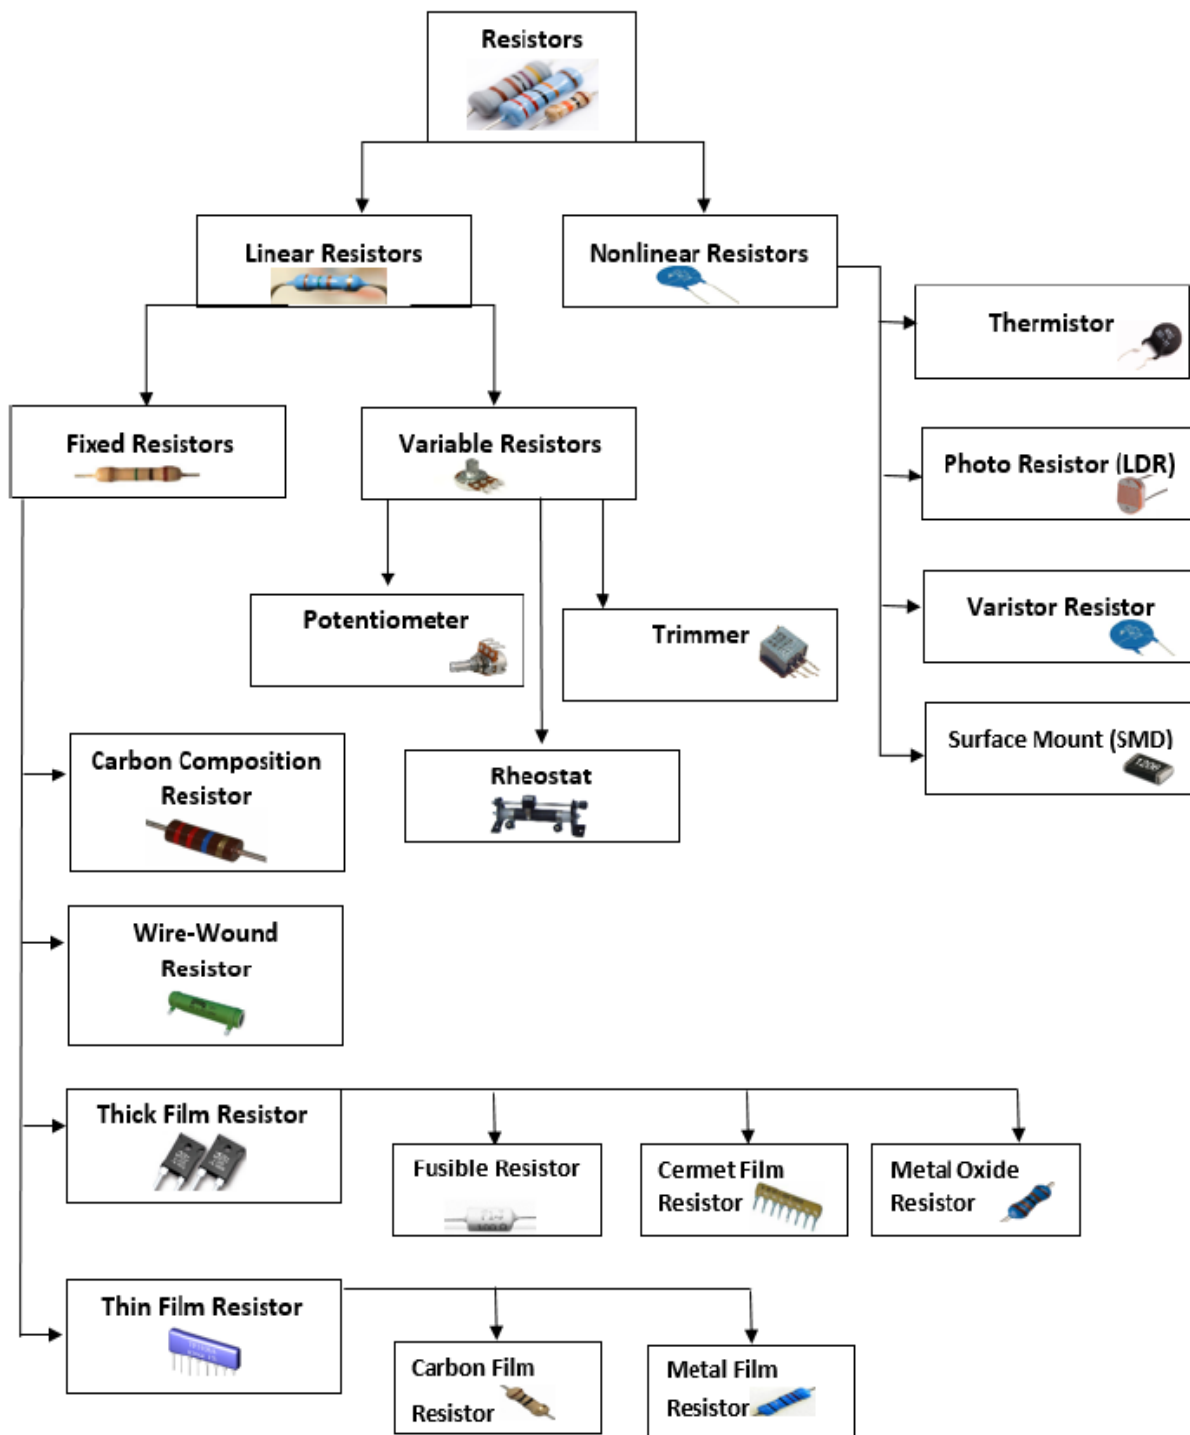 Resistors
Linear Resistors
Nonlinear Resistors
Thermistor
Fixed Resistors
Variable Resistors
Photo Resistor (LDR)
Potentiometer
Trimmer
Varistor Resistor
Carbon Composition
Resistor
Rheostat
Surface Mount (SMD)
1206
Wire-Wound
Resistor
Thick Film Resistor
Fusible Resistor
Cermet Film
Resistor
Metal Oxide
Resistor
Thin Film Resistor
Carbon Film
Resistor
Metal Film
Resistor